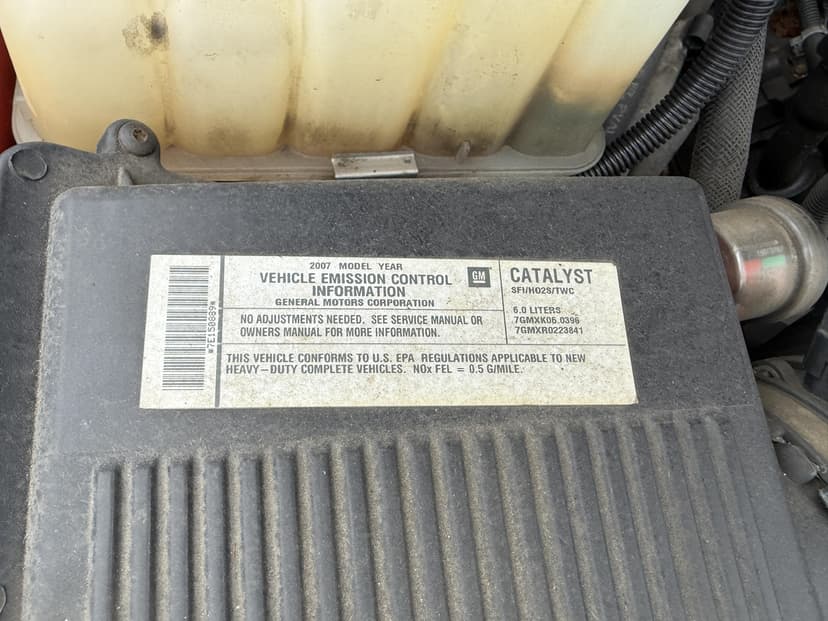 *7E150889*
2007 MODEL YEAR
VEHICLE EMISSION CONTROL
INFORMATION
GENERAL MOTORS CORPORATION
GM
NO ADJUSTMENTS NEEDED. SEE SERVICE MANUAL OR
OWNERS MANUAL FOR MORE INFORMATION.
CATALYST
SFI/HO2S/TWC
6.0 LITERS
7GMXK06.0396
7GMXR0223841
THIS VEHICLE CONFORMS TO U.S. EPA REGULATIONS APPLICABLE TO NEW
HEAVY-DUTY COMPLETE VEHICLES. NOx FEL = 0.5 G/MILE.